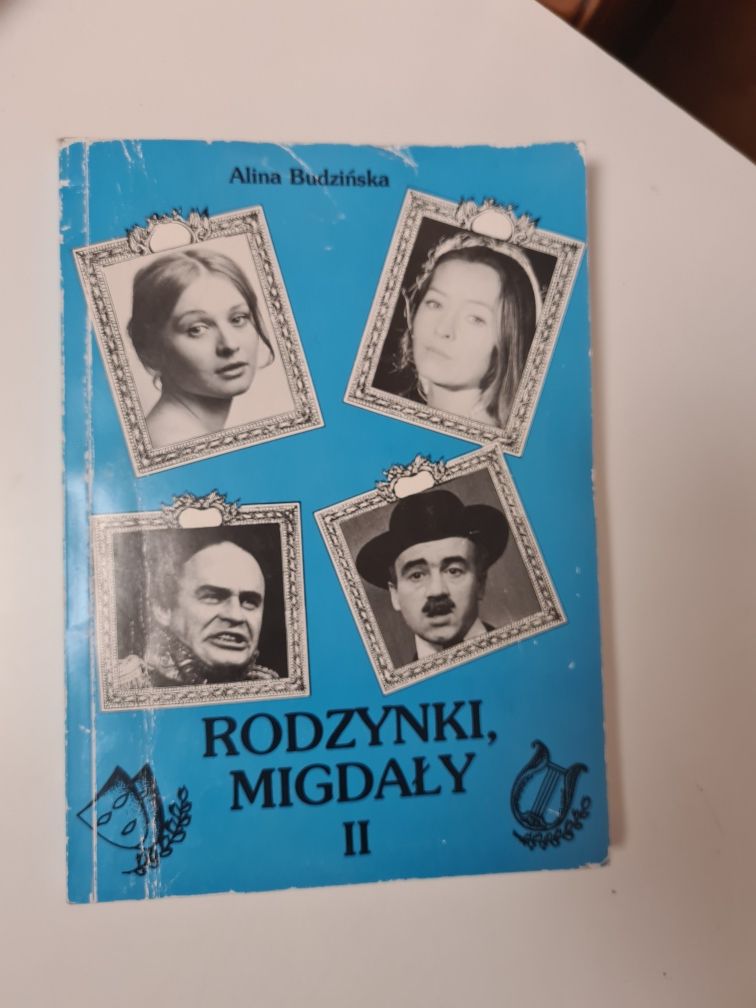 Alina Budzińska
RODZYNKI,
MIGDAŁY
II